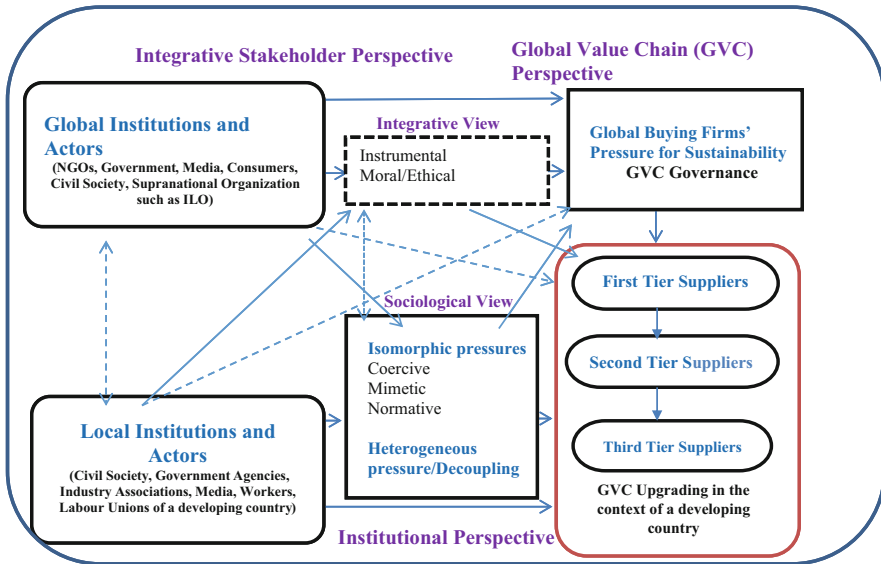 Integrative Stakeholder Perspective
Global Value Chain (GVC)
Perspective
Global Institutions and
Actors
(NGOs, Government, Media, Consumers,
Civil Society, Supranational Organization
such as ILO)
Integrative View
Instrumental
Moral/Ethical
Global Buying Firms’
Pressure for Sustainability
GVC Governance
First Tier Suppliers
Second Tier Suppliers
Third Tier Suppliers
GVC Upgrading in the
context of a developing
country
Sociological View
Isomorphic pressures
Coercive
Mimetic
Normative
Heterogeneous
pressure/Decoupling
Local Institutions and
Actors
(Civil Society, Government Agencies,
Industry Associations, Media, Workers,
Labour Unions of a developing country)
Institutional Perspective